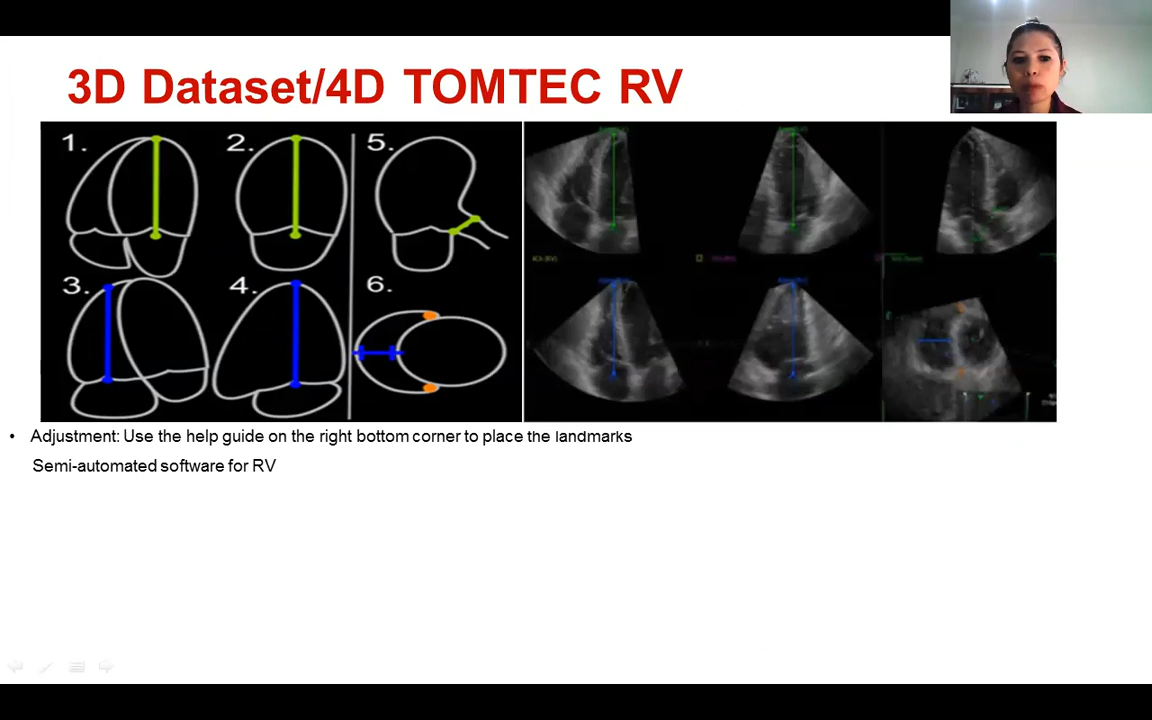 3D Dataset/4D TOMTEC RV
1. 2. 5.
3. 4. 6.
• Adjustment: Use the help guide on the right bottom corner to place the landmarks
Semi-automated software for RV